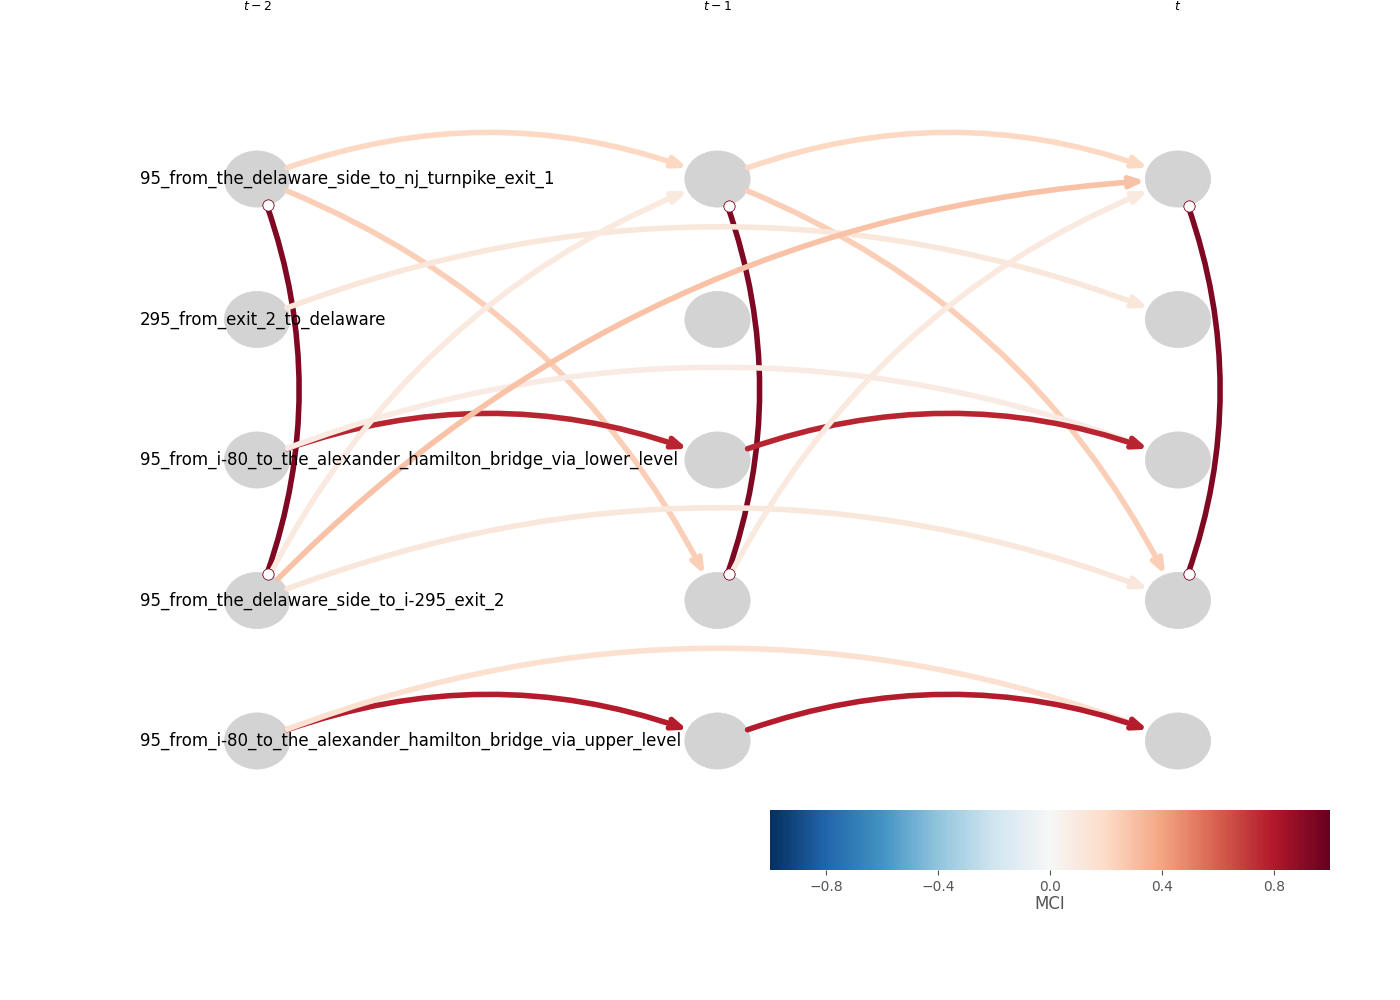 t − 2 t − 1 t
95_from_the_delaware_side_to_nj_turnpike_exit_1
295_from_exit_2_to_delaware
95_from_i-80_to_the_alexander_hamilton_bridge_via_lower_level
95_from_the_delaware_side_to_i-295_exit_2
95_from_i-80_to_the_alexander_hamilton_bridge_via_upper_level
−0.8 −0.4 0.0 0.4 0.8
MCI